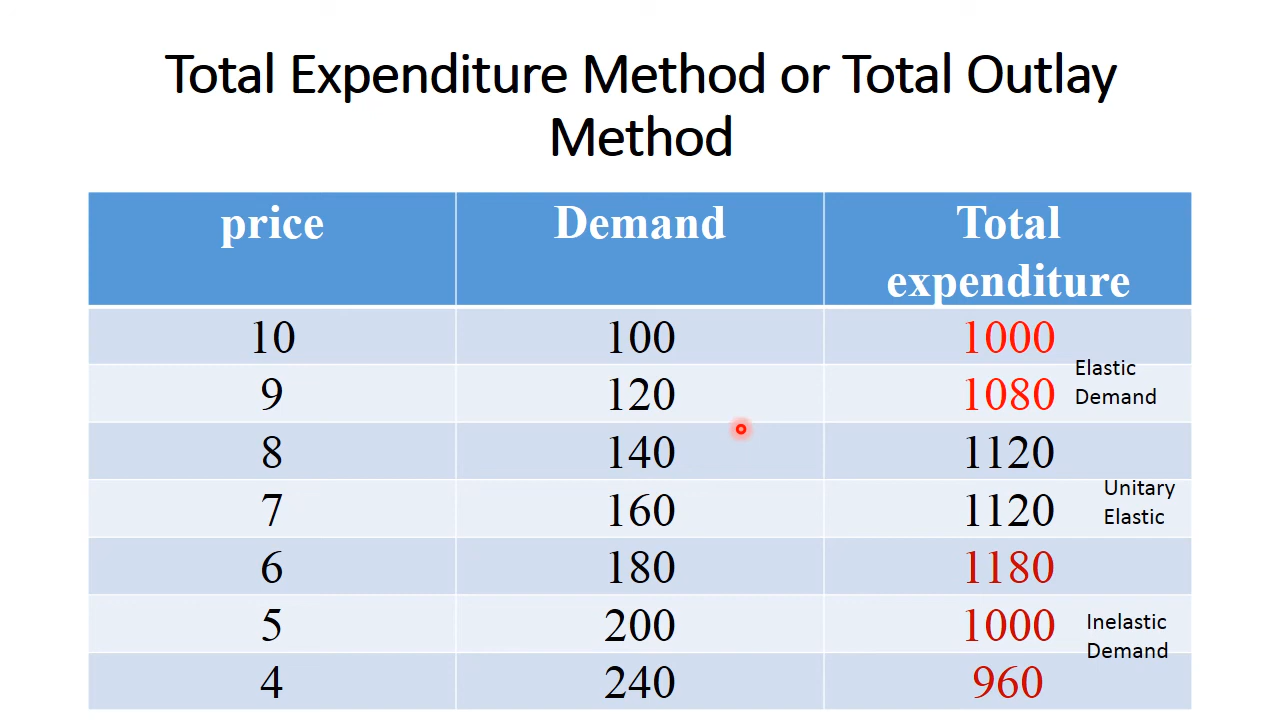 Total Expenditure Method or Total Outlay
Method
price Demand Total
expenditure
10 100 1000
Elastic
9 120 1080 Demand
8 140 1120
Unitary
7 160 1120 Elastic
6 180 1180
5 200 1000 Inelastic
Demand
4 240 960